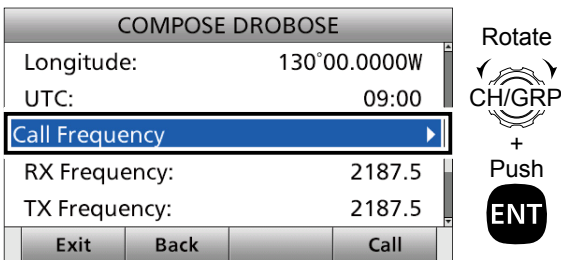 COMPOSE DROBOSE
Longitude: 130°00.0000W
UTC: 09:00
Call Frequency
RX Frequency: 2187.5
TX Frequency: 2187.5
Exit Back Call
Rotate
CH/GRP
+
Push
ENT